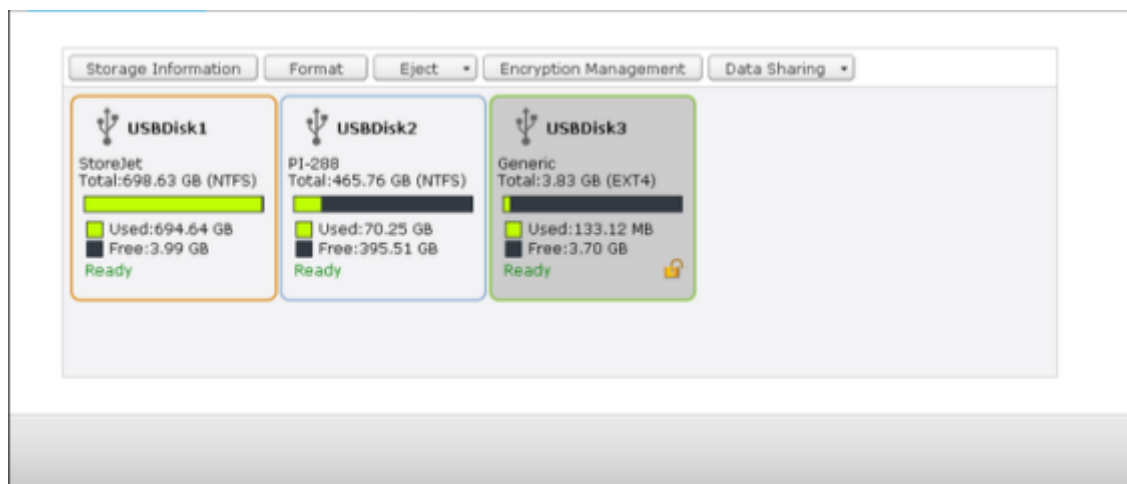 Storage Information Format Eject Encryption Management Data Sharing
USBDisk1
StoreJet
Total:698.63 GB (NTFS)
Used:694.64 GB
Free:3.99 GB
Ready
USBDisk2
PI-288
Total:465.76 GB (NTFS)
Used:70.25 GB
Free:395.51 GB
Ready
USBDisk3
Generic
Total:3.83 GB (EXT4)
Used:133.12 MB
Free:3.70 GB
Ready